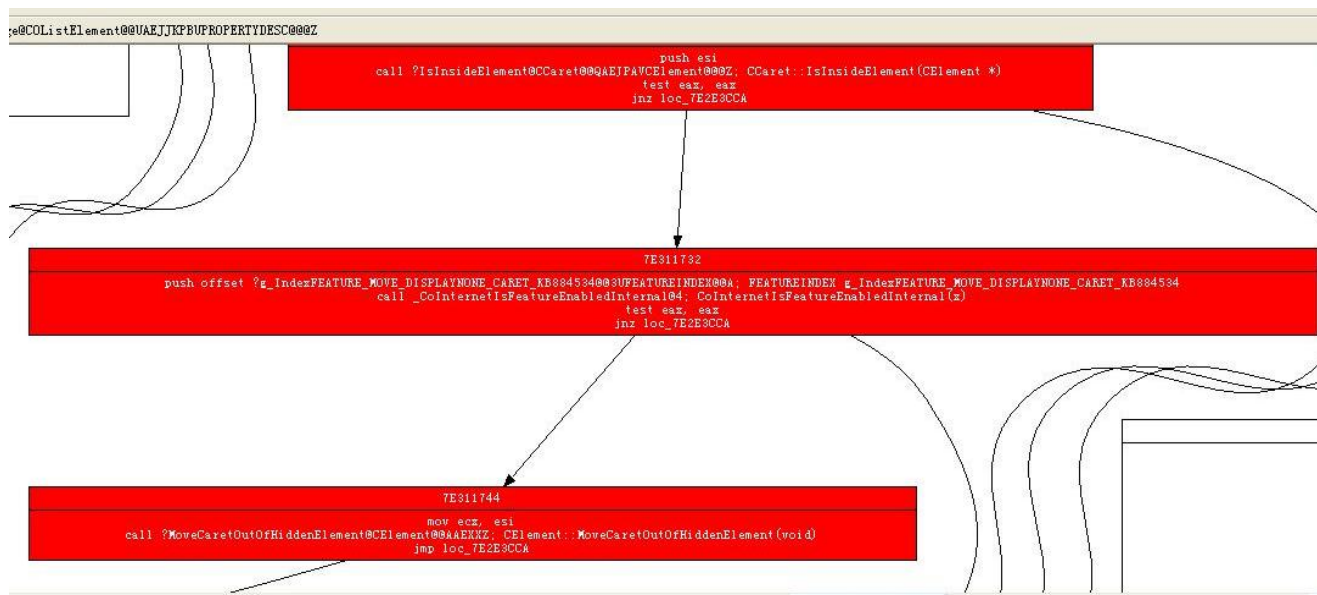 ge@COListElement@@UAEJJKPBUPROPERTYDESC@@@Z
push esi
call ?IsInsideElement@CCaret@@QAEJPAVCElement@@@Z; CCaret::IsInsideElement(CElement *)
test eax, eax
jnz loc_7E2E3CCA
7E311732
push offset ?g_IndexFEATURE_MOVE_DISPLAYNONE_CARET_KB884534@@3UFEATUREINDEX@@A; FEATUREINDEX g_IndexFEATURE_MOVE_DISPLAYNONE_CARET_KB884534
call _CoInternetIsFeatureEnabledInternal@4; CoInternetIsFeatureEnabledInternal(x)
test eax, eax
jnz loc_7E2E3CCA
7E311744
mov ecx, esi
call ?MoveCaretOutOfHiddenElement@CElement@@AAEXXZ; CElement::MoveCaretOutOfHiddenElement(void)
jmp loc_7E2E3CCA